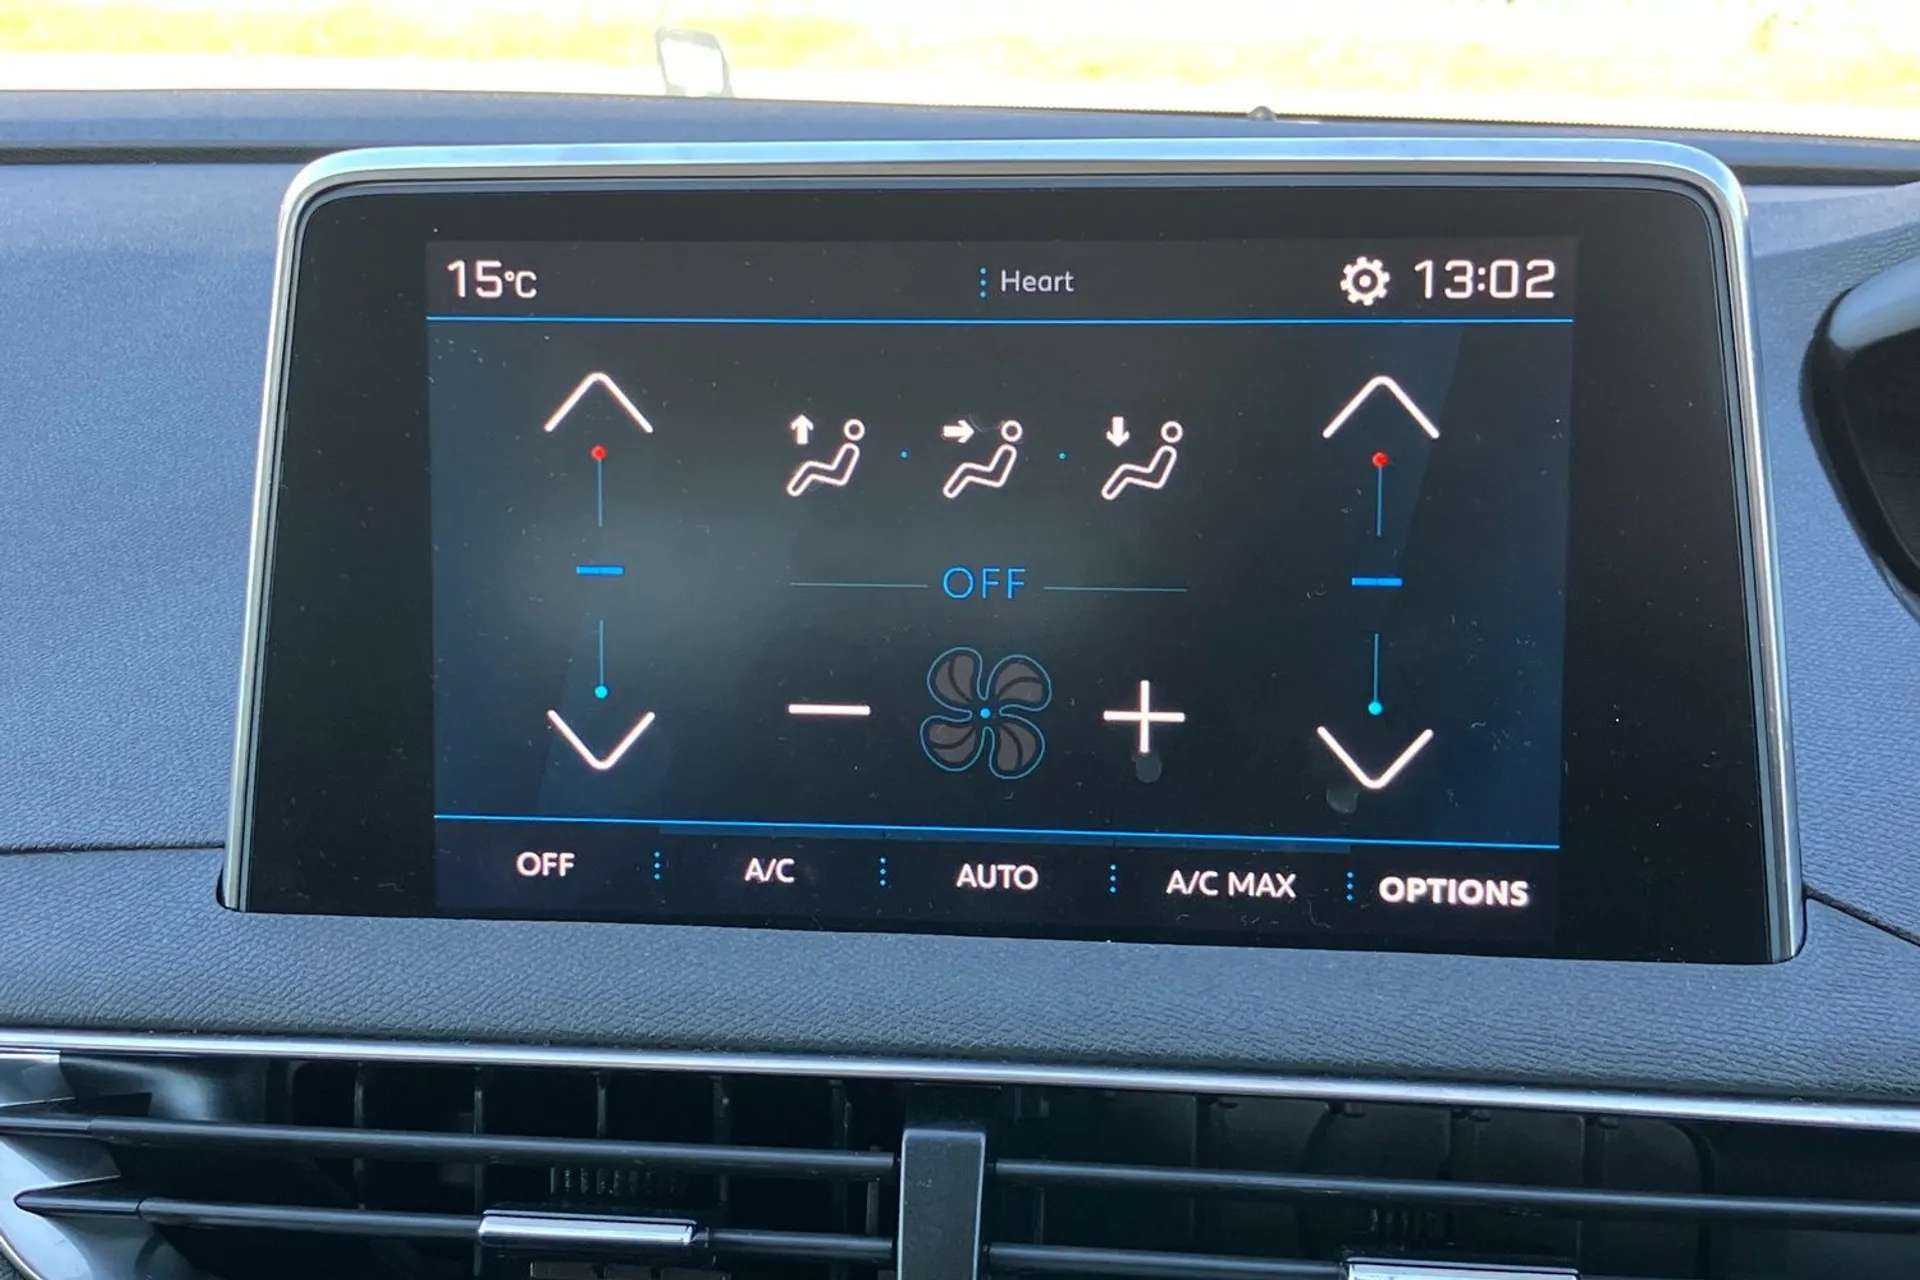 15°C Heart 13:02
OFF
OFF A/C AUTO A/C MAX OPTIONS